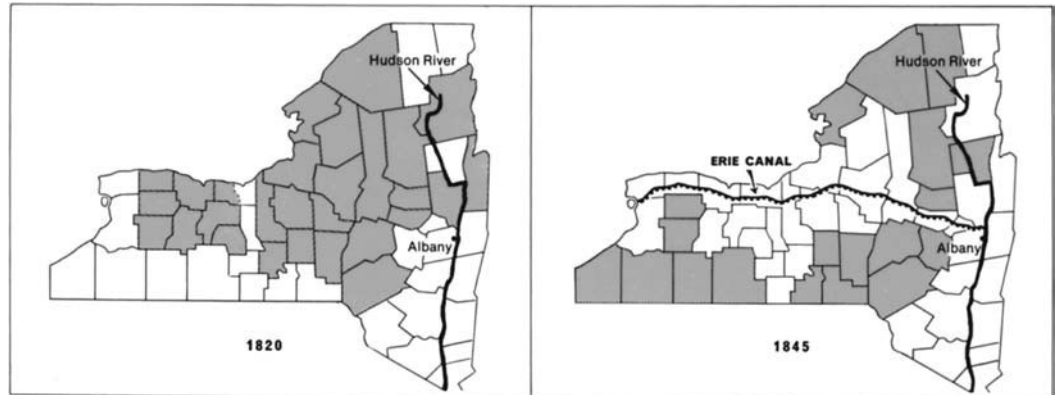 Hudson River
Albany
1820
Hudson River
ERIE CANAL
Albany
1845